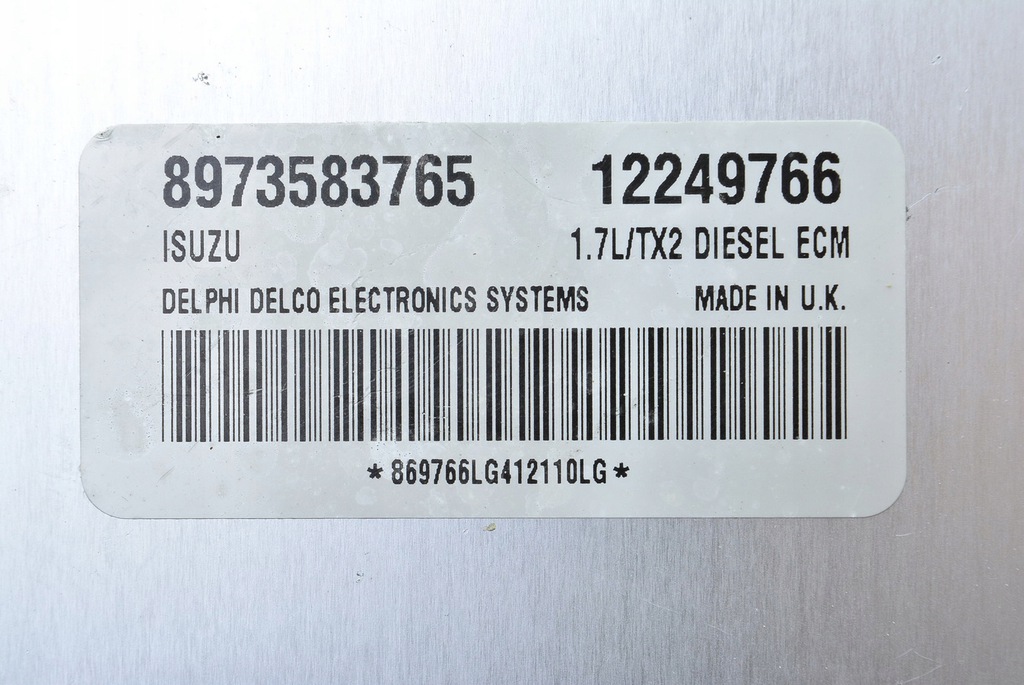 8973583765 12249766
ISUZU 1.7L/TX2 DIESEL ECM
DELPHI DELCO ELECTRONICS SYSTEMS MADE IN U.K.
*869766LG412110LG*